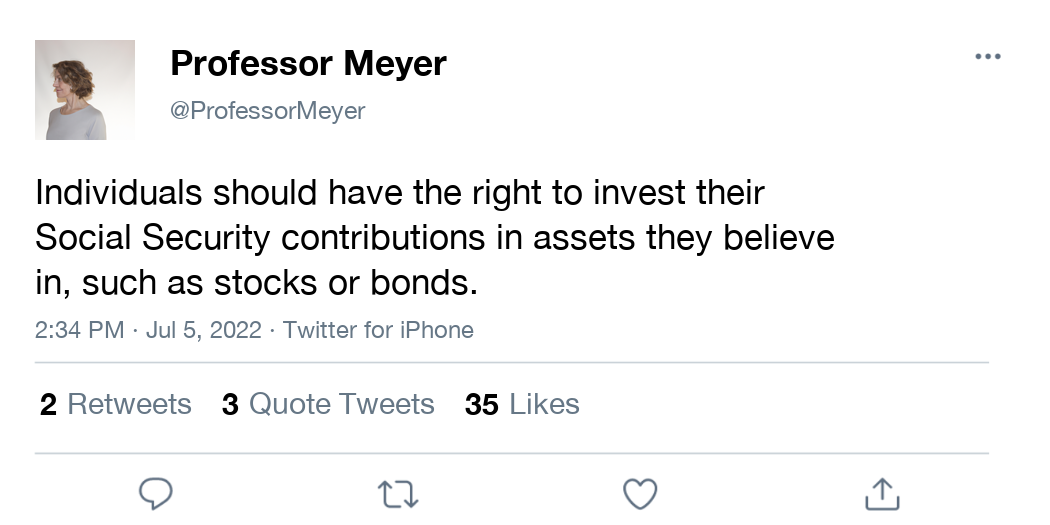 Professor Meyer
@ProfessorMeyer
Individuals should have the right to invest their
Social Security contributions in assets they believe
in, such as stocks or bonds.
2:34 PM · Jul 5, 2022 · Twitter for iPhone
2 Retweets 3 Quote Tweets 35 Likes